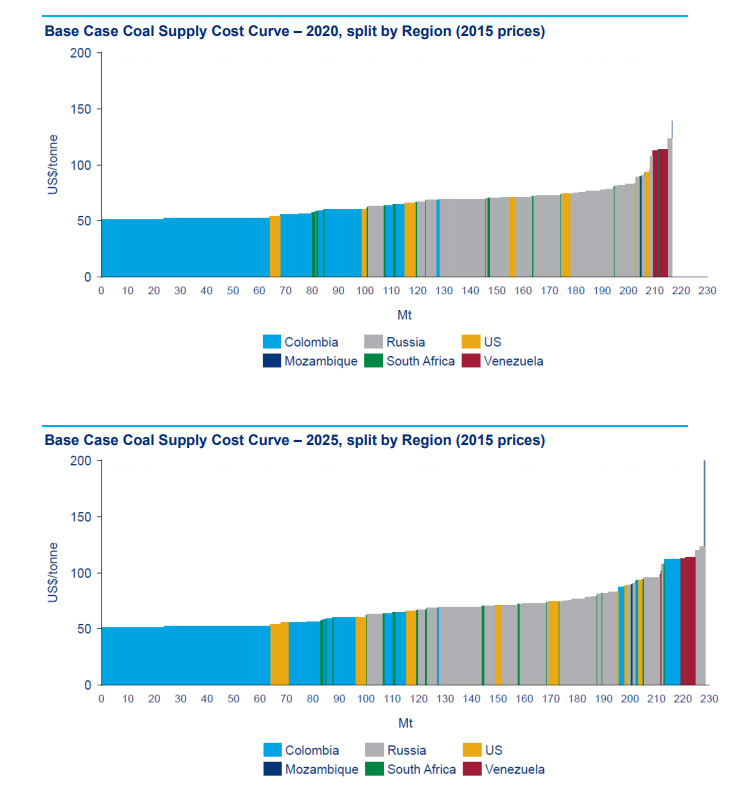 Base Case Coal Supply Cost Curve – 2020, split by Region (2015 prices)
200
150
100
50
0
US$/tonne
0 10 20 30 40 50 60 70 80 90 100 110 120 130 140 150 160 170 180 190 200 210 220 230
Mt
Colombia Russia US
Mozambique South Africa Venezuela
Base Case Coal Supply Cost Curve – 2025, split by Region (2015 prices)
200
150
100
50
0
US$/tonne
0 10 20 30 40 50 60 70 80 90 100 110 120 130 140 150 160 170 180 190 200 210 220 230
Mt
Colombia Russia US
Mozambique South Africa Venezuela